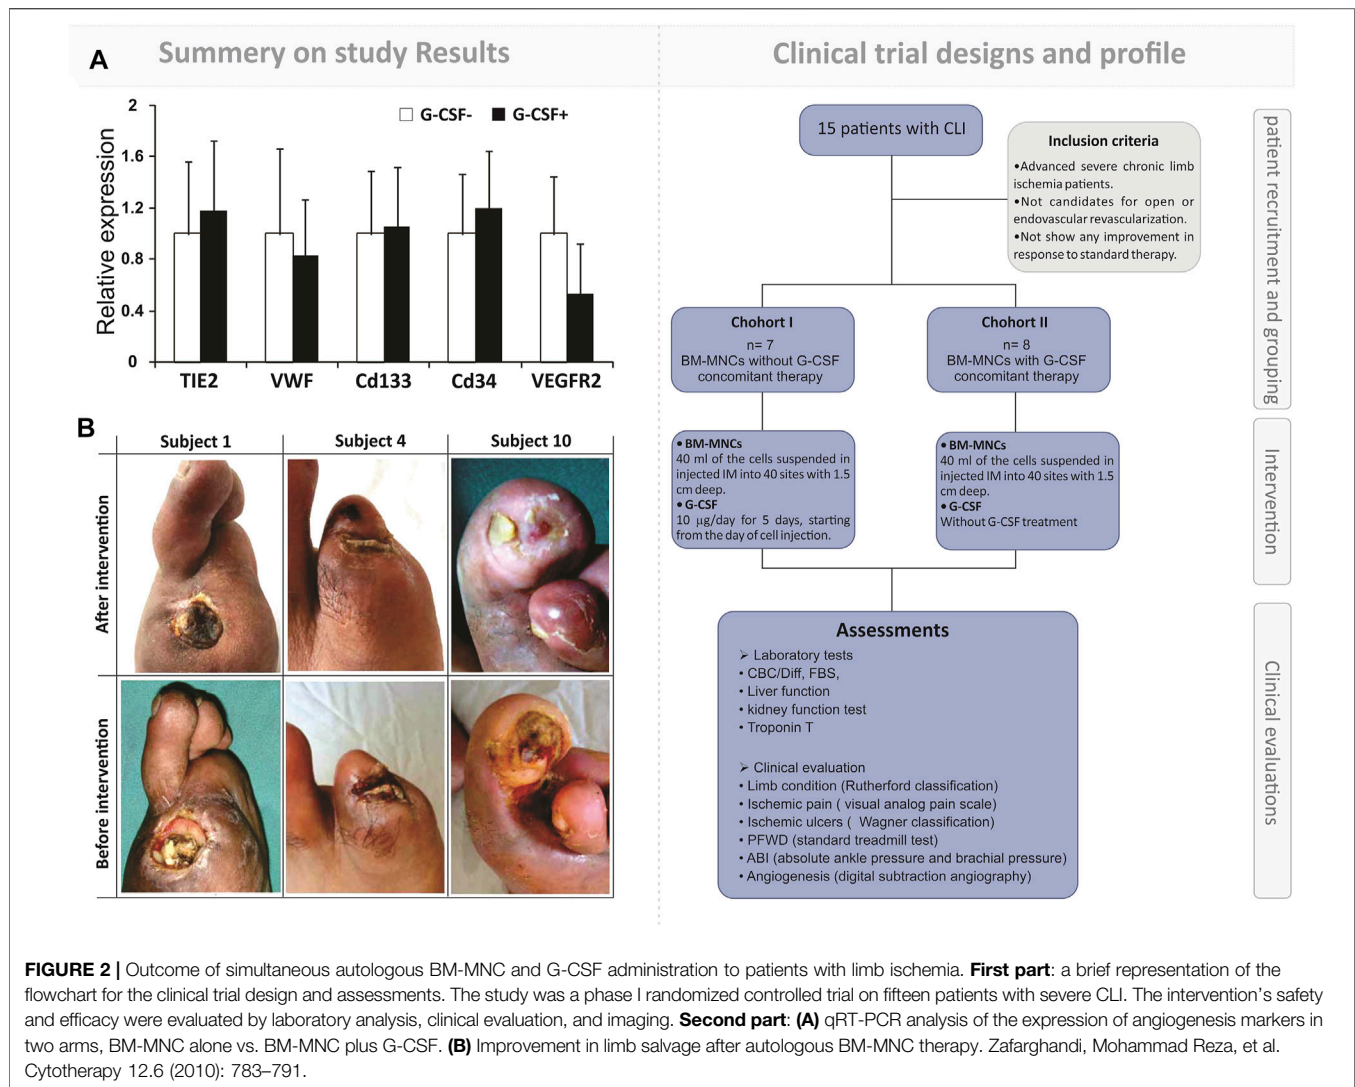 Summery on study Results
Clinical trial designs and profile
A
2
1.6
1.2
0.8
0.4
0
Relative expression
G-CSF-
G-CSF+
TIE2
VWF
Cd133
Cd34
VEGFR2
B
Subject 1
Subject 4
Subject 10
After intervention
Before intervention
15 patients with CLI
Inclusion criteria
•Advanced severe chronic limb
ischemia patients.
•Not candidates for open or
endovascular revascularization.
•Not show any improvement in
response to standard therapy.
Chohort I
n= 7
BM-MNCs without G-CSF
concomitant therapy
Chohort II
n= 8
BM-MNCs with G-CSF
concomitant therapy
• BM-MNCs
40 ml of the cells suspended in
injected IM into 40 sites with 1.5
cm deep.
• G-CSF
10 µg/day for 5 days, starting
from the day of cell injection.
• BM-MNCs
40 ml of the cells suspended in
injected IM into 40 sites with 1.5
cm deep.
• G-CSF
Without G-CSF treatment
Assessments
➢ Laboratory tests
• CBC/Diff, FBS,
• Liver function
• kidney function test
• Troponin T
➢ Clinical evaluation
• Limb condition (Rutherford classification)
• Ischemic pain ( visual analog pain scale)
• Ischemic ulcers ( Wagner classification)
• PFWD (standard treadmill test)
• ABI (absolute ankle pressure and brachial pressure)
• Angiogenesis (digital subtraction angiography)
patient recruitment and grouping
Intervention
Clinical evaluations
FIGURE 2 | Outcome of simultaneous autologous BM-MNC and G-CSF administration to patients with limb ischemia. First part: a brief representation of the
flowchart for the clinical trial design and assessments. The study was a phase I randomized controlled trial on fifteen patients with severe CLI. The intervention's safety
and efficacy were evaluated by laboratory analysis, clinical evaluation, and imaging. Second part: (A) qRT-PCR analysis of the expression of angiogenesis markers in
two arms, BM-MNC alone vs. BM-MNC plus G-CSF. (B) Improvement in limb salvage after autologous BM-MNC therapy. Zafarghandi, Mohammad Reza, et al.
Cytotherapy 12.6 (2010): 783–791.